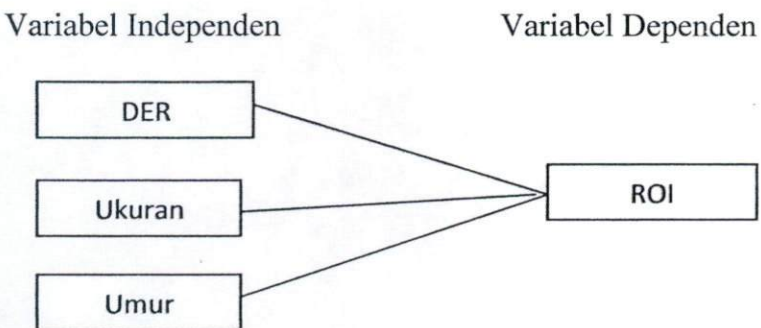 Variabel Independen Variabel Dependen
DER
Ukuran
ROI
Umur